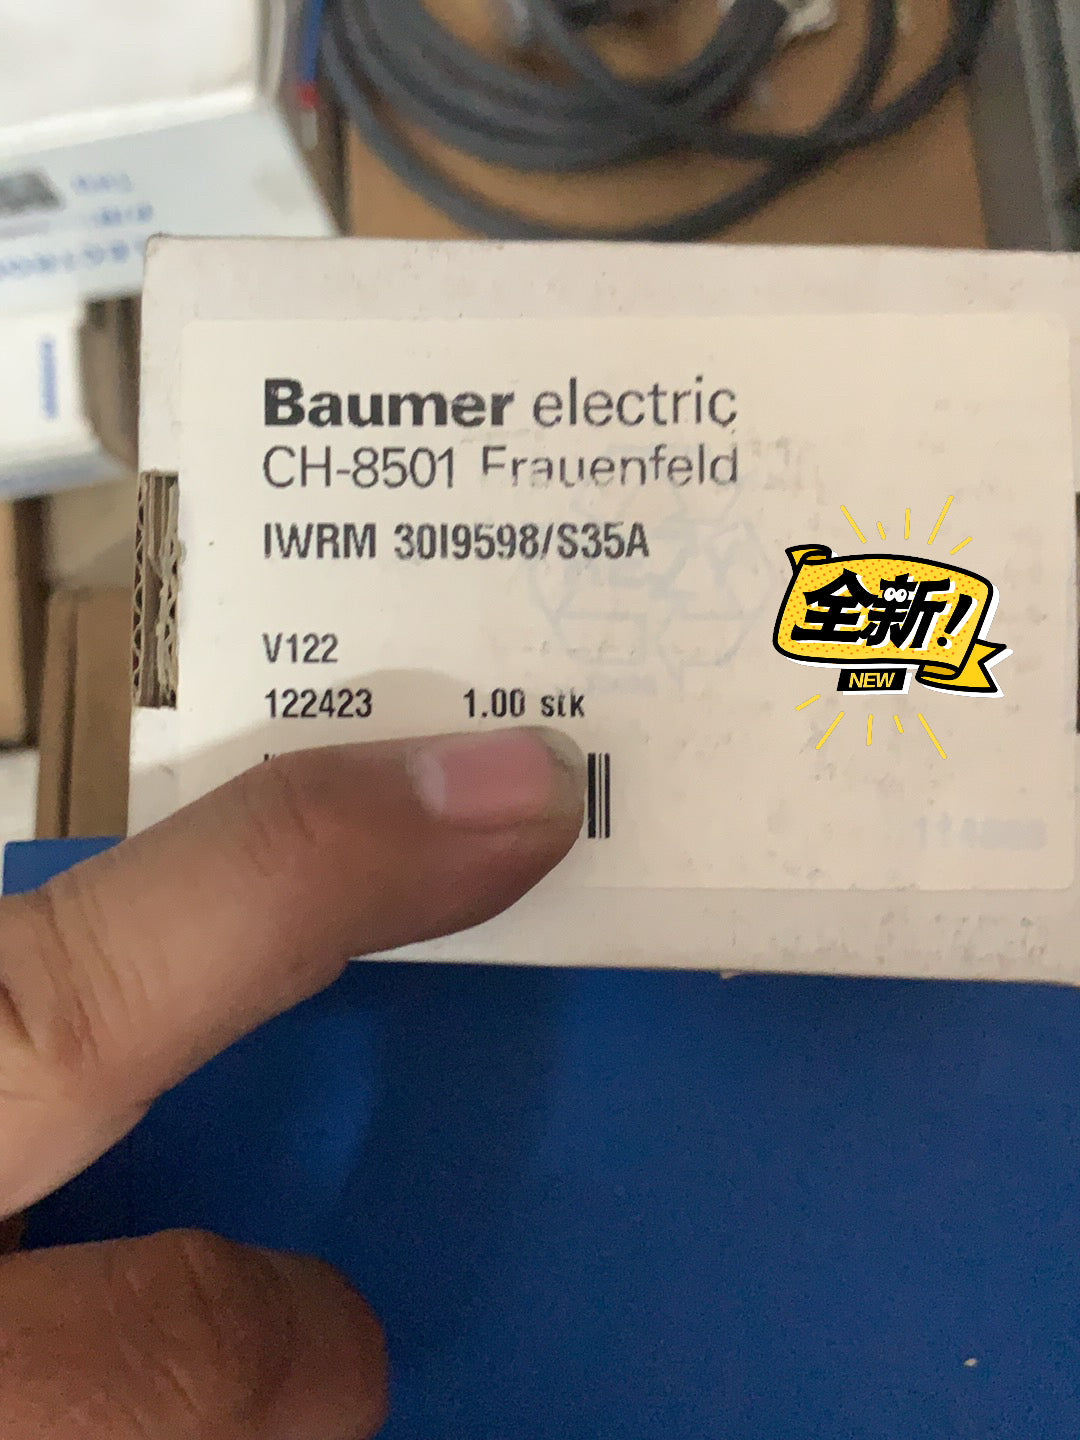 Baumer electric
CH-8501 Frauenfeld
IWRM 30I9598/S35A
V122
122423 1.00 stk
全新!
NEW